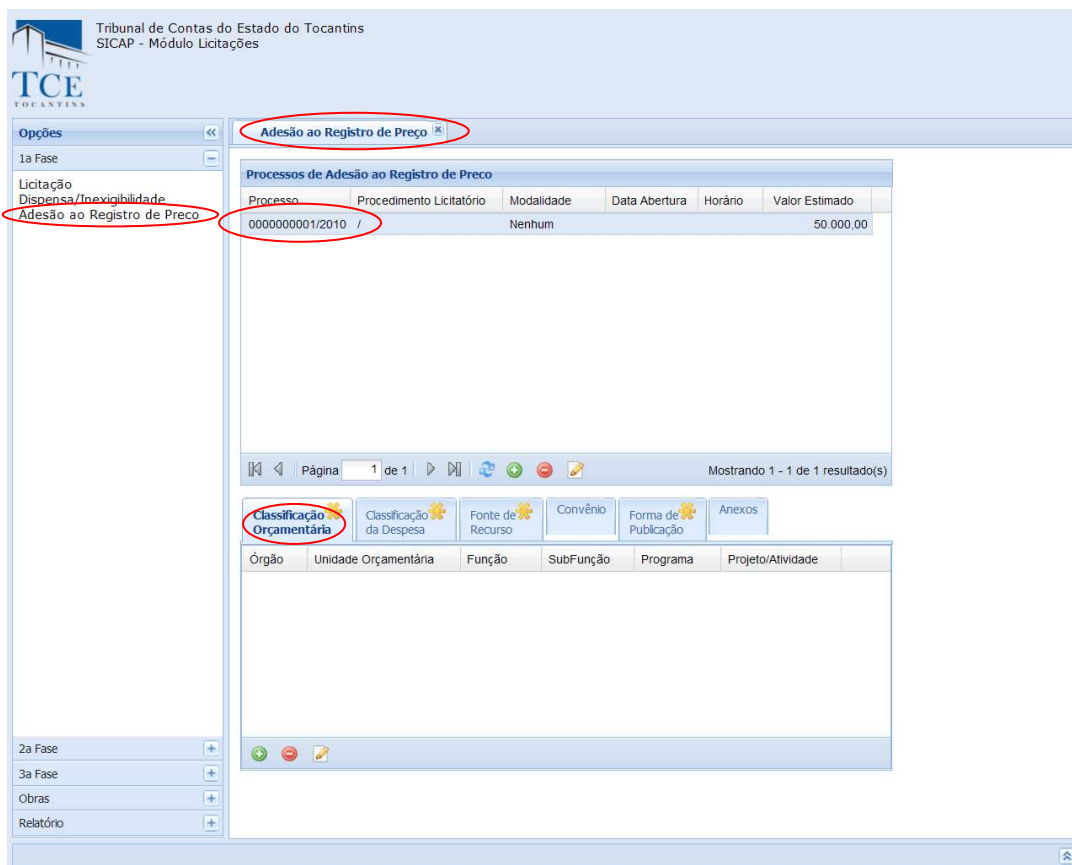 Tribunal de Contas do Estado do Tocantins
SICAP - Módulo Licitações
TCE
TOCANTINS
Opções
Adesão ao Registro de Preço
1a Fase
Licitação
Dispensa/Inexigibilidade
Adesão ao Registro de Preco
Processos de Adesão ao Registro de Preco
Processo Procedimento Licitatório Modalidade Data Abertura Horário Valor Estimado
0000000001/2010 / Nenhum 50.000,00
Página 1 de 1 Mostrando 1 - 1 de 1 resultado(s)
Classificação Orçamentária
Classificação da Despesa
Fonte de Recurso
Convênio
Forma de Publicação
Anexos
Órgão Unidade Orçamentária Função SubFunção Programa Projeto/Atividade
2a Fase
3a Fase
Obras
Relatório